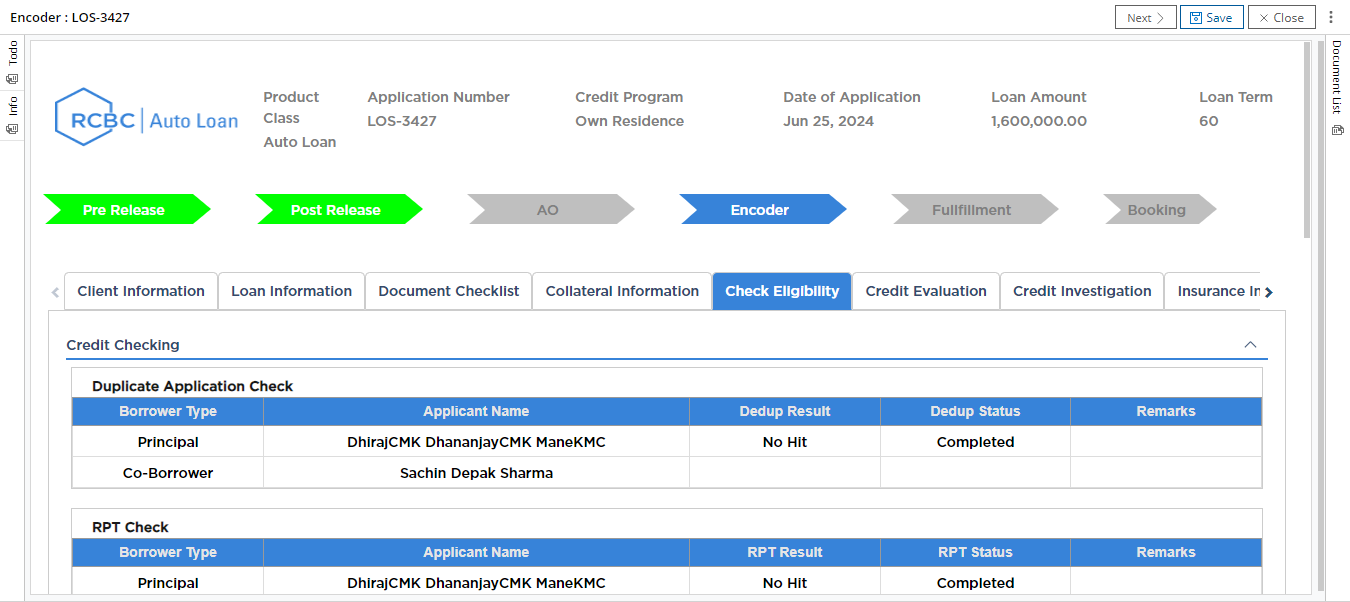 Encoder : LOS-3427
Next
Save
Close
Todo
Info
Document List
RCBC Auto Loan
Product Class
Auto Loan
Application Number
LOS-3427
Credit Program
Own Residence
Date of Application
Jun 25, 2024
Loan Amount
1,600,000.00
Loan Term
60
Pre Release
Post Release
AO
Encoder
Fullfillment
Booking
Client Information
Loan Information
Document Checklist
Collateral Information
Check Eligibility
Credit Evaluation
Credit Investigation
Insurance In
Credit Checking
Duplicate Application Check
Borrower Type Applicant Name Dedup Result Dedup Status Remarks
Principal DhirajCMK DhananjayCMK ManeKMC No Hit Completed
Co-Borrower Sachin Depak Sharma
RPT Check
Borrower Type Applicant Name RPT Result RPT Status Remarks
Principal DhirajCMK DhananjayCMK ManeKMC No Hit Completed